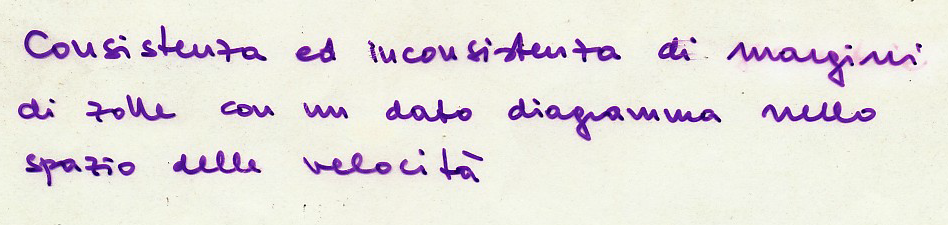 Consistenza ed inconsistenza di margini
di zolle con un dato diagramma nello
spazio delle velocità